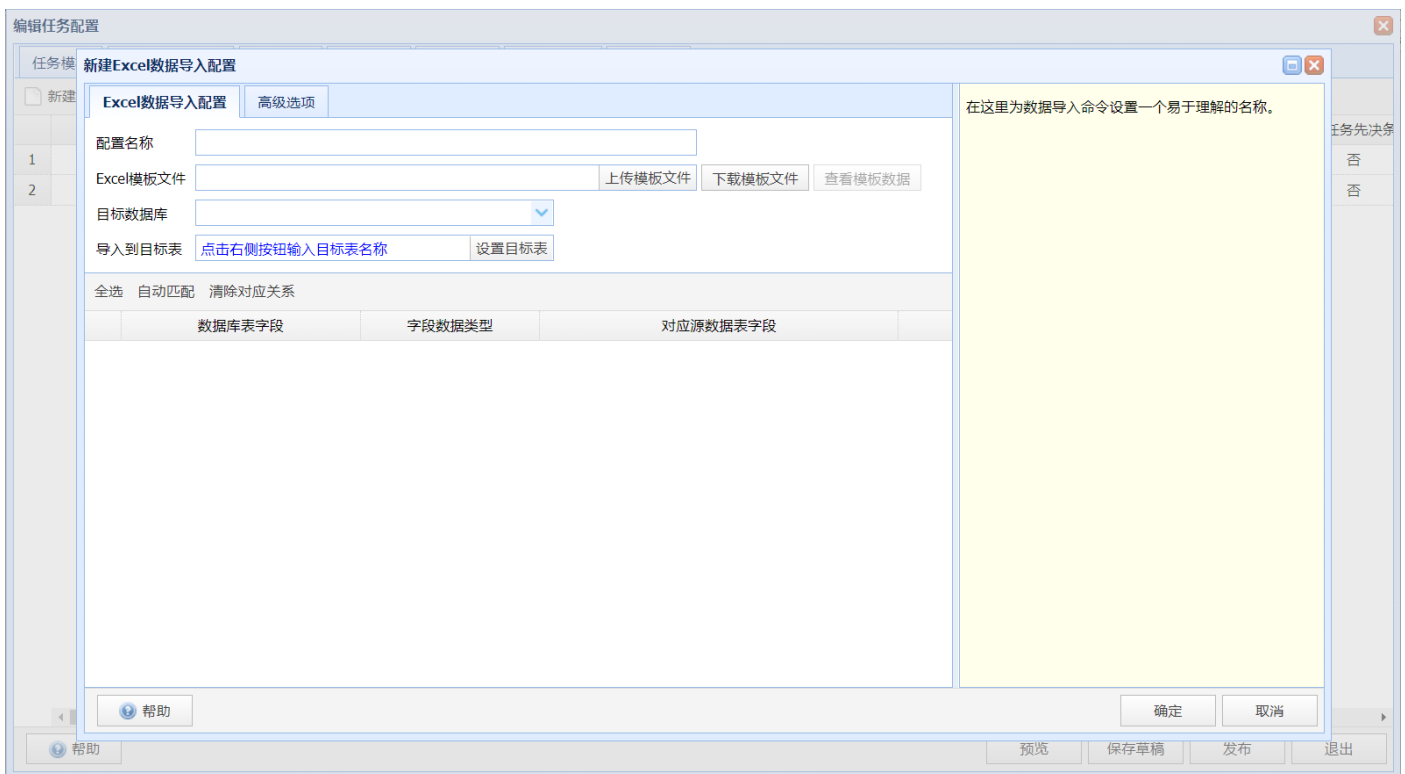 编辑任务配置
任务模
新建Excel数据导入配置
新建
Excel数据导入配置 高级选项
在这里为数据导入命令设置一个易于理解的名称。
任务先决条
配置名称
1 否
Excel模板文件 上传模板文件 下载模板文件 查看模板数据
2 否
目标数据库
导入到目标表 点击右侧按钮输入目标表名称 设置目标表
全选 自动匹配 清除对应关系
数据库表字段 字段数据类型 对应源数据表字段
帮助 确定 取消
帮助 预览 保存草稿 发布 退出